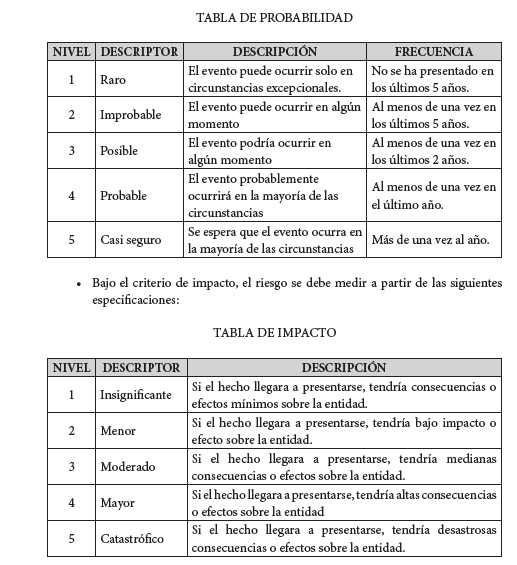 TABLA DE PROBABILIDAD
NIVEL DESCRIPTOR DESCRIPCIÓN FRECUENCIA
1 Raro El evento puede ocurrir solo en circunstancias excepcionales. No se ha presentado en los últimos 5 años.
2 Improbable El evento puede ocurrir en algún momento Al menos de una vez en los últimos 5 años.
3 Posible El evento podría ocurrir en algún momento Al menos de una vez en los últimos 2 años.
4 Probable El evento probablemente ocurrirá en la mayoría de las circunstancias Al menos de una vez en el último año.
5 Casi seguro Se espera que el evento ocurra en la mayoría de las circunstancias Más de una vez al año.
• Bajo el criterio de impacto, el riesgo se debe medir a partir de las siguientes
especificaciones:
TABLA DE IMPACTO
NIVEL DESCRIPTOR DESCRIPCIÓN
1 Insignificante Si el hecho llegara a presentarse, tendría consecuencias o efectos mínimos sobre la entidad.
2 Menor Si el hecho llegara a presentarse, tendría bajo impacto o efecto sobre la entidad.
3 Moderado Si el hecho llegara a presentarse, tendría medianas consecuencias o efectos sobre la entidad.
4 Mayor Si el hecho llegara a presentarse, tendría altas consecuencias o efectos sobre la entidad
5 Catastrófico Si el hecho llegara a presentarse, tendría desastrosas consecuencias o efectos sobre la entidad.